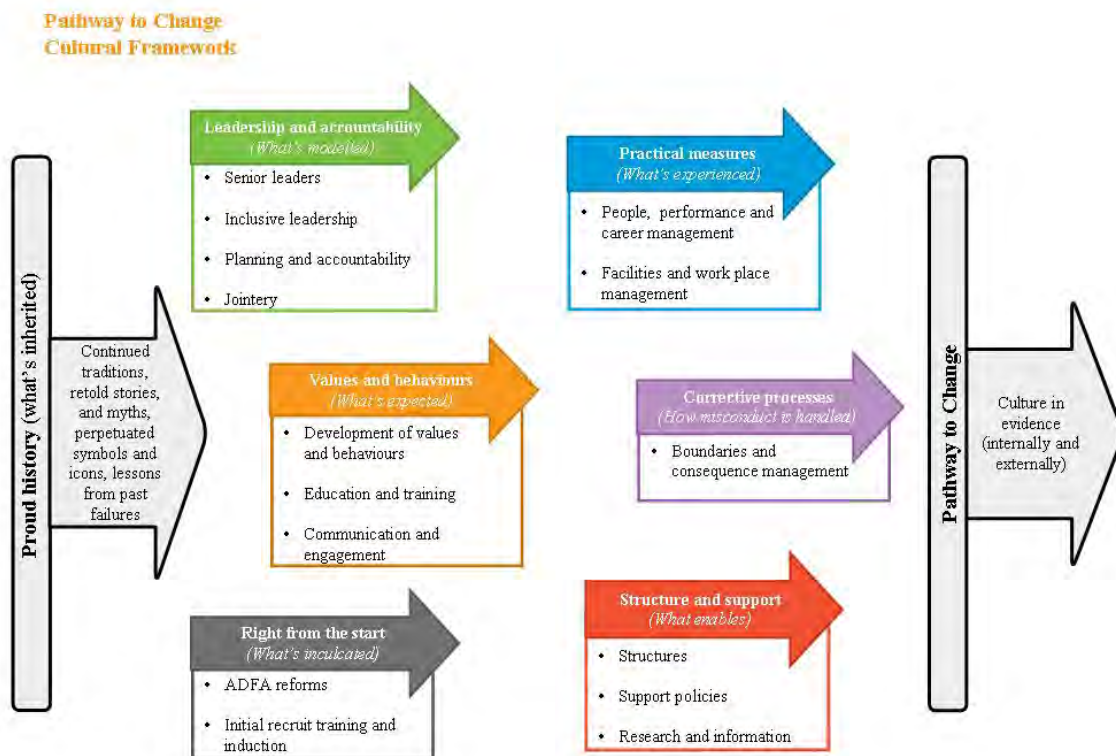 Pathway to Change
Cultural Framework
Proud history (what's inherited)
Continued
traditions,
retold stories,
and myths,
perpetuated
symbols and
icons, lessons
from past
failures
Leadership and accountability
(What's modelled)
• Senior leaders
• Inclusive leadership
• Planning and accountability
• Jointery
Values and behaviours
(What's expected)
• Development of values
and behaviours
• Education and training
• Communication and
engagement
Right from the start
(What's inculcated)
• ADFA reforms
• Initial recruit training and
induction
Practical measures
(What's experienced)
• People, performance and
career management
• Facilities and work place
management
Corrective processes
(How misconduct is handled)
• Boundaries and
consequence management
Structure and support
(What enables)
• Structures
• Support policies
• Research and information
Pathway to Change
Culture in
evidence
(internally and
externally)